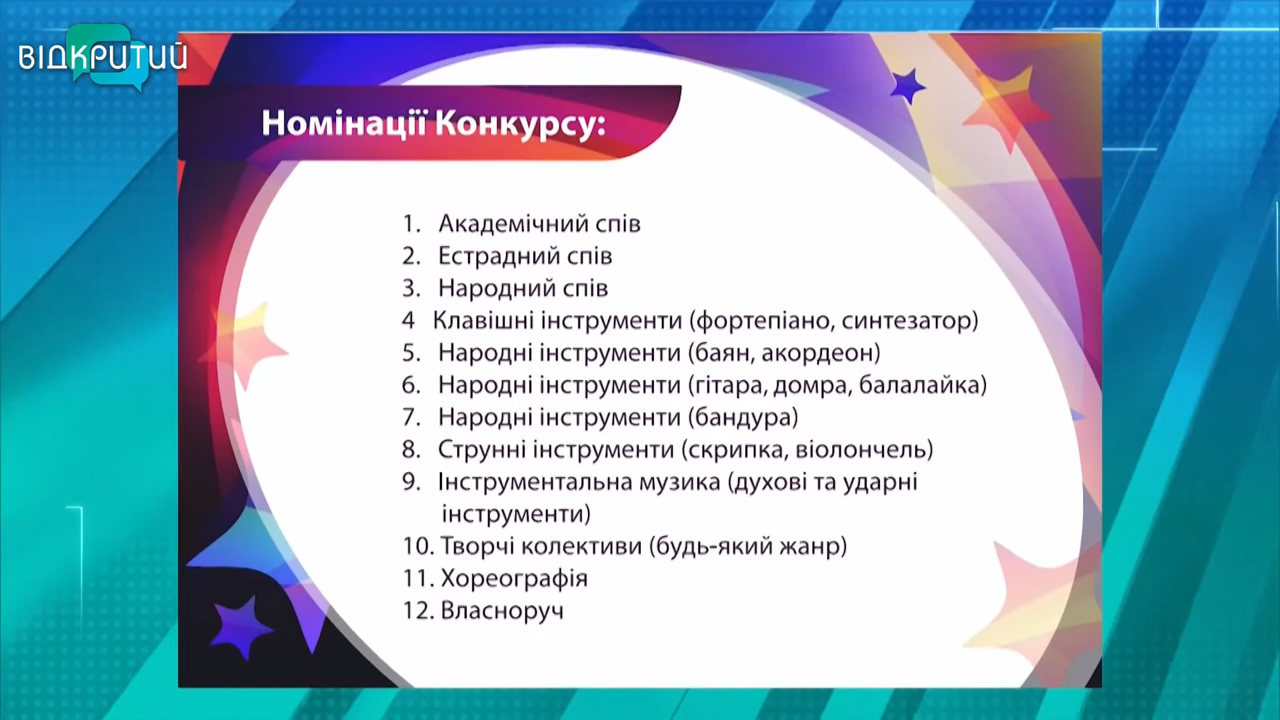 ВІДКРИТИЙ
Номінації Конкурсу:
1. Академічний спів
2. Естрадний спів
3. Народний спів
4 Клавішні інструменти (фортепіано, синтезатор)
5. Народні інструменти (баян, акордеон)
6. Народні інструменти (гітара, домра, балалайка)
7. Народні інструменти (бандура)
8. Струнні інструменти (скрипка, віолончель)
9. Інструментальна музика (духові та ударні
інструменти)
10. Творчі колективи (будь-який жанр)
11. Хореографія
12. Власноруч